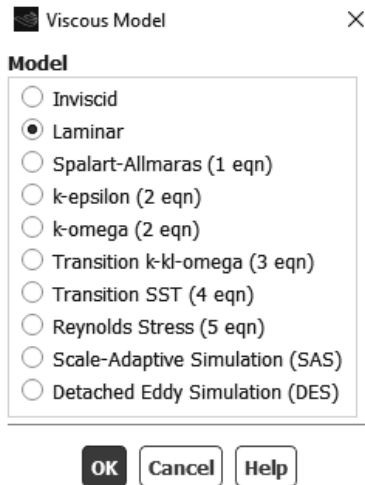 Viscous Model
Model
Inviscid
Laminar
Spalart-Allmaras (1 eqn)
k-epsilon (2 eqn)
k-omega (2 eqn)
Transition k-kl-omega (3 eqn)
Transition SST (4 eqn)
Reynolds Stress (5 eqn)
Scale-Adaptive Simulation (SAS)
Detached Eddy Simulation (DES)
OK Cancel Help